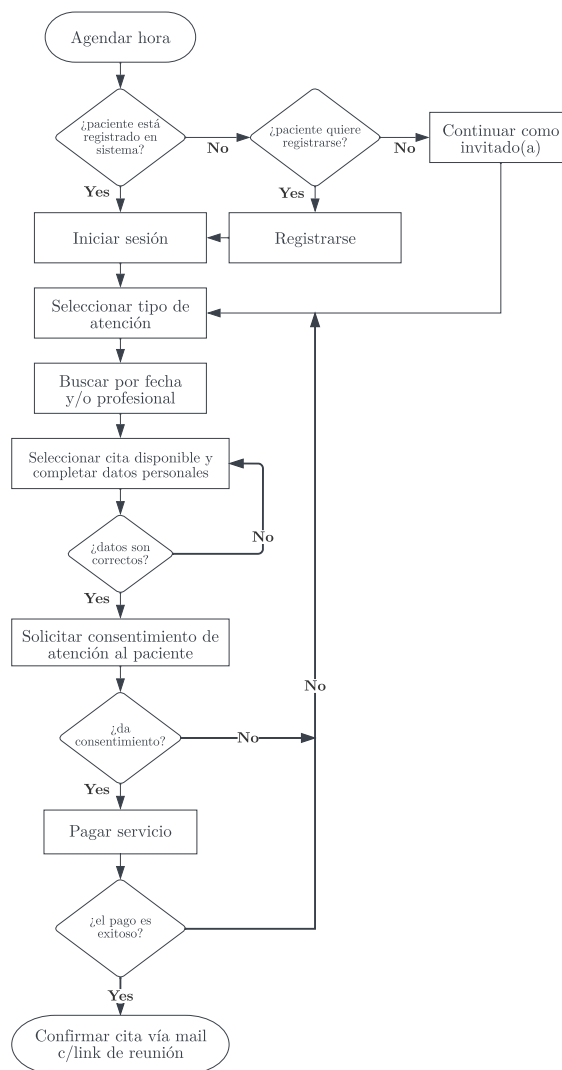 Agendar hora
¿paciente está
registrado en
sistema?
No
¿paciente quiere
registrarse?
No
Continuar como
invitado(a)
Yes
Yes
Iniciar sesión
Registrarse
Seleccionar tipo de
atención
Buscar por fecha
y/o profesional
Seleccionar cita disponible y
completar datos personales
No
¿datos son
correctos?
Yes
Solicitar consentimiento de
atención al paciente
No
¿da
consentimiento?
No
Yes
Pagar servicio
¿el pago es
exitoso?
Yes
Confirmar cita vía mail
c/link de reunión